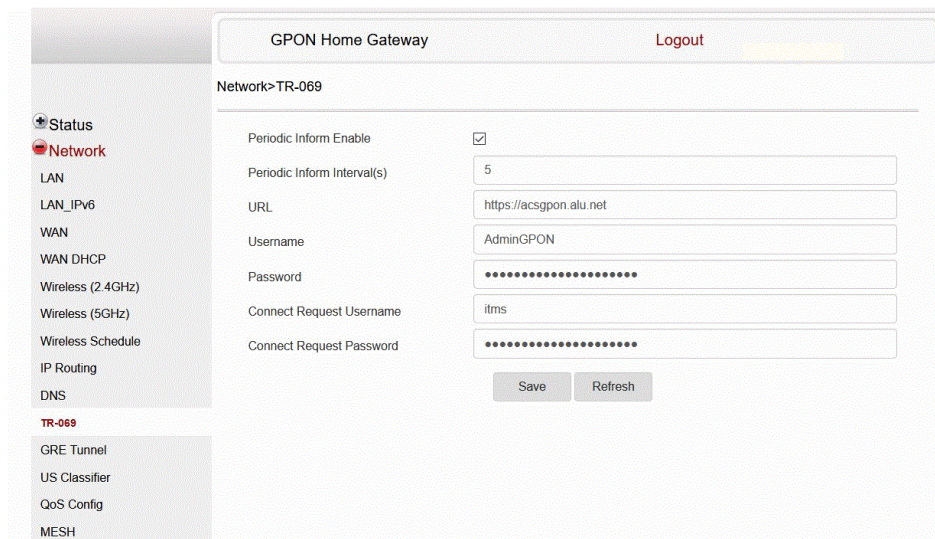 GPON Home Gateway
Logout
Network>TR-069
Status
Network
LAN
LAN_IPv6
WAN
WAN DHCP
Wireless (2.4GHz)
Wireless (5GHz)
Wireless Schedule
IP Routing
DNS
TR-069
GRE Tunnel
US Classifier
QoS Config
MESH
Periodic Inform Enable
Periodic Inform Interval(s)
5
URL
https://acsgpon.alu.net
Username
AdminGPON
Password
●●●●●●●●●●●●●●●●●●●●●
Connect Request Username
itms
Connect Request Password
●●●●●●●●●●●●●●●●●●●●●
Save
Refresh